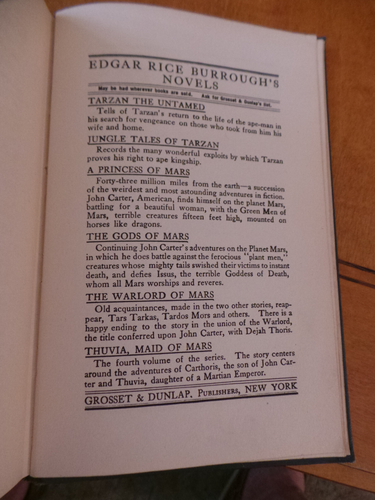 EDGAR RICE BURROUGH'S
NOVELS
May be had wherever books are sold. Ask for Grosset & Dunlap's list.
TARZAN THE UNTAMED
Tells of Tarzan's return to the life of the ape-man in
his search for vengeance on those who took from him his
wife and home.
JUNGLE TALES OF TARZAN
Records the many wonderful exploits by which Tarzan
proves his right to ape kingship.
A PRINCESS OF MARS
Forty-three million miles from the earth—a succession
of the weirdest and most astounding adventures in fiction.
John Carter, American, finds himself on the planet Mars,
battling for a beautiful woman, with the Green Men of
Mars, terrible creatures fifteen feet high, mounted on
horses like dragons.
THE GODS OF MARS
Continuing John Carter's adventures on the Planet Mars,
in which he does battle against the ferocious "plant men,"
creatures whose mighty tails swished their victims to instant
death, and defies Issus, the terrible Goddess of Death,
whom all Mars worships and reveres.
THE WARLORD OF MARS
Old acquaintances, made in the two other stories, reap-
pear, Tars Tarkas, Tardos Mors and others. There is a
happy ending to the story in the union of the Warlord,
the title conferred upon John Carter, with Dejah Thoris.
THUVIA, MAID OF MARS
The fourth volume of the series. The story centers
around the adventures of Carthoris, the son of John Car-
ter and Thuvia, daughter of a Martian Emperor.
GROSSET & DUNLAP, PUBLISHERS, NEW YORK